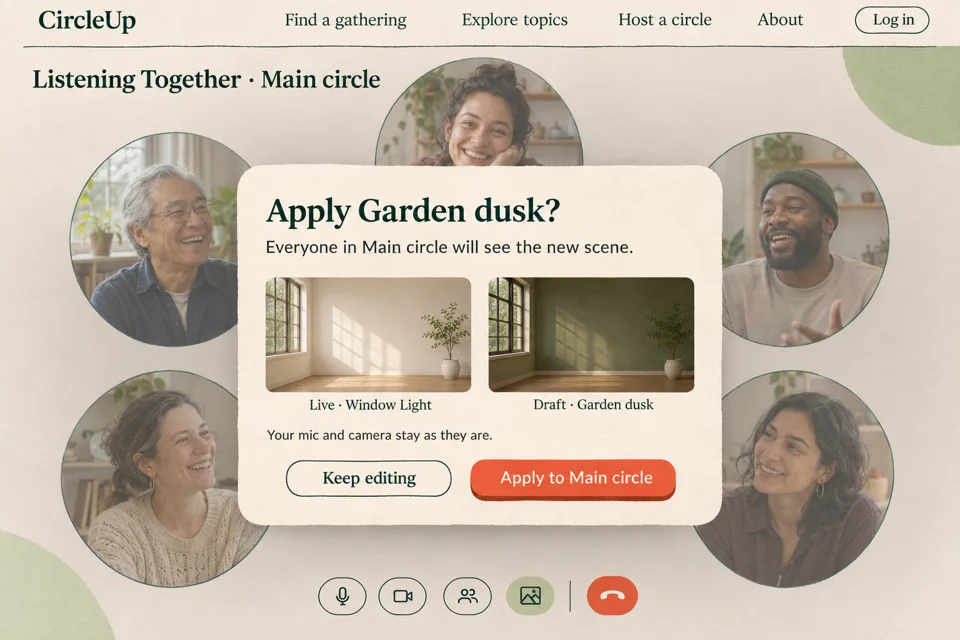 CircleUp
Find a gathering
Explore topics
Host a circle
About
Log in
Listening Together · Main circle
Apply Garden dusk?
Everyone in Main circle will see the new scene.
Live · Window Light
Draft · Garden dusk
Your mic and camera stay as they are.
Keep editing
Apply to Main circle